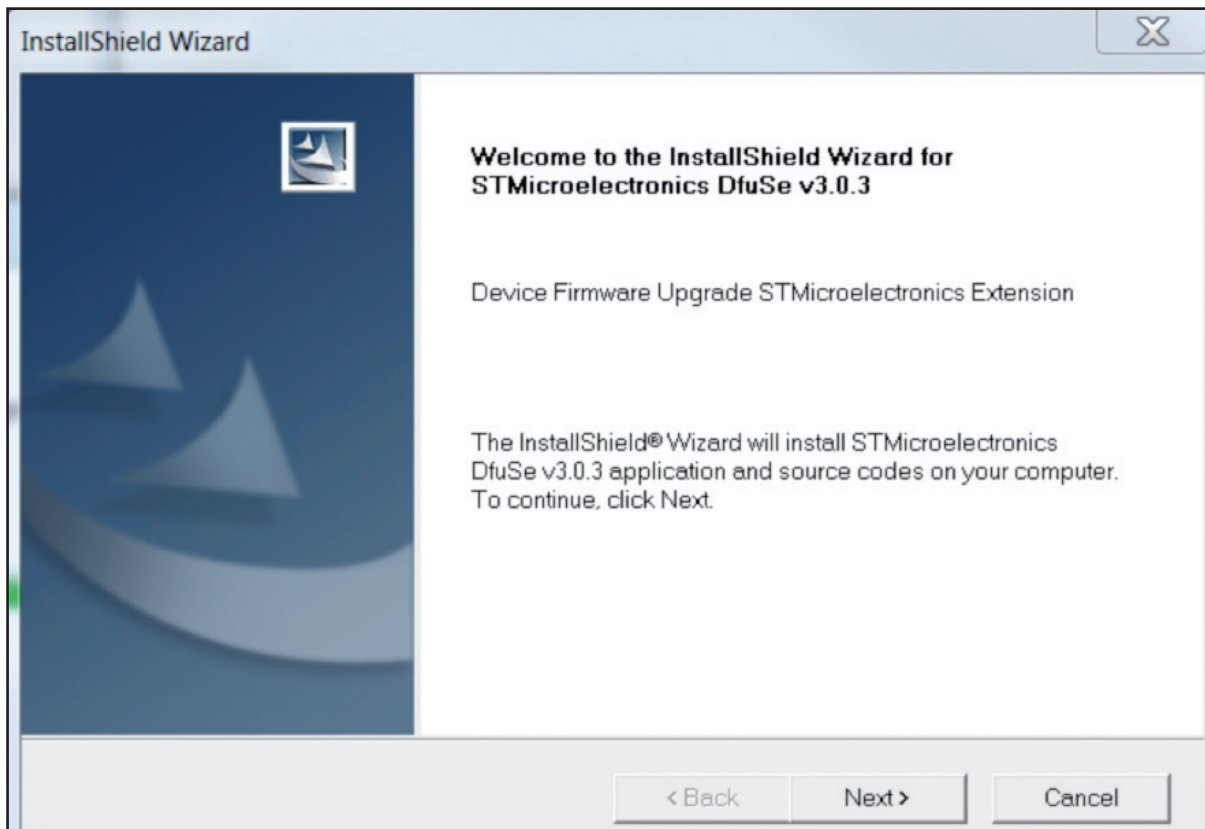 InstallShield Wizard
Welcome to the InstallShield Wizard for
STMicroelectronics DfuSe v3.0.3
Device Firmware Upgrade STMicroelectronics Extension
The InstallShield® Wizard will install STMicroelectronics
DfuSe v3.0.3 application and source codes on your computer.
To continue, click Next.
< Back
Next >
Cancel